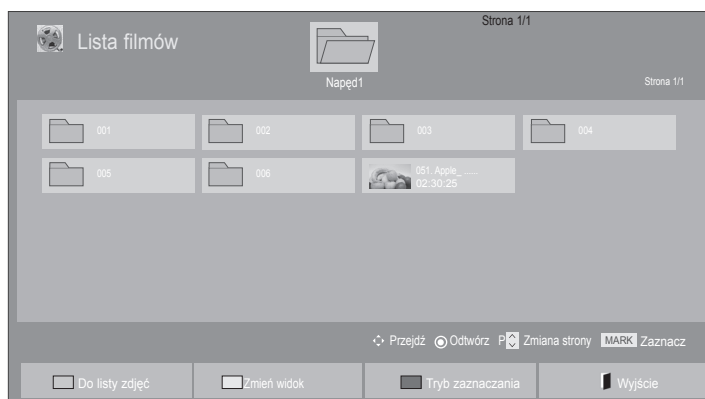 Strona 1/1
Lista filmów
Napęd1
Strona 1/1
001
002
003
004
005
006
051. Apple_ ......
02:30:25
Przejdź
Odtwórz
P Zmiana strony
MARK Zaznacz
Do listy zdjęć
Zmień widok
Tryb zaznaczania
Wyjście